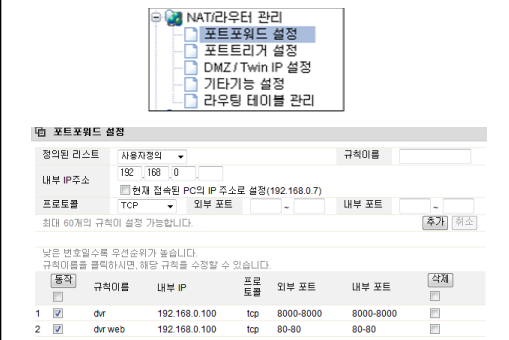 NAT/라우터 관리
포트포워드 설정
포트트리거 설정
DMZ / Twin IP 설정
기타기능 설정
라우팅 테이블 관리
포트포워드 설정
정의된 리스트 사용자정의 규칙이름
내부 IP주소 192 .168 .0 .
현재 접속된 PC의 IP 주소로 설정(192.168.0.7)
프로토콜 TCP 외부 포트 ~ 내부 포트 ~
최대 60개의 규칙이 설정 가능합니다. 추가 취소
낮은 번호일수록 우선순위가 높습니다.
규칙이름을 클릭하시면, 해당 규칙을 수정할 수 있습니다.
동작 규칙이름 내부 IP 프로토콜 외부 포트 내부 포트 삭제
1 dvr 192.168.0.100 tcp 8000-8000 8000-8000
2 dvr web 192.168.0.100 tcp 80-80 80-80